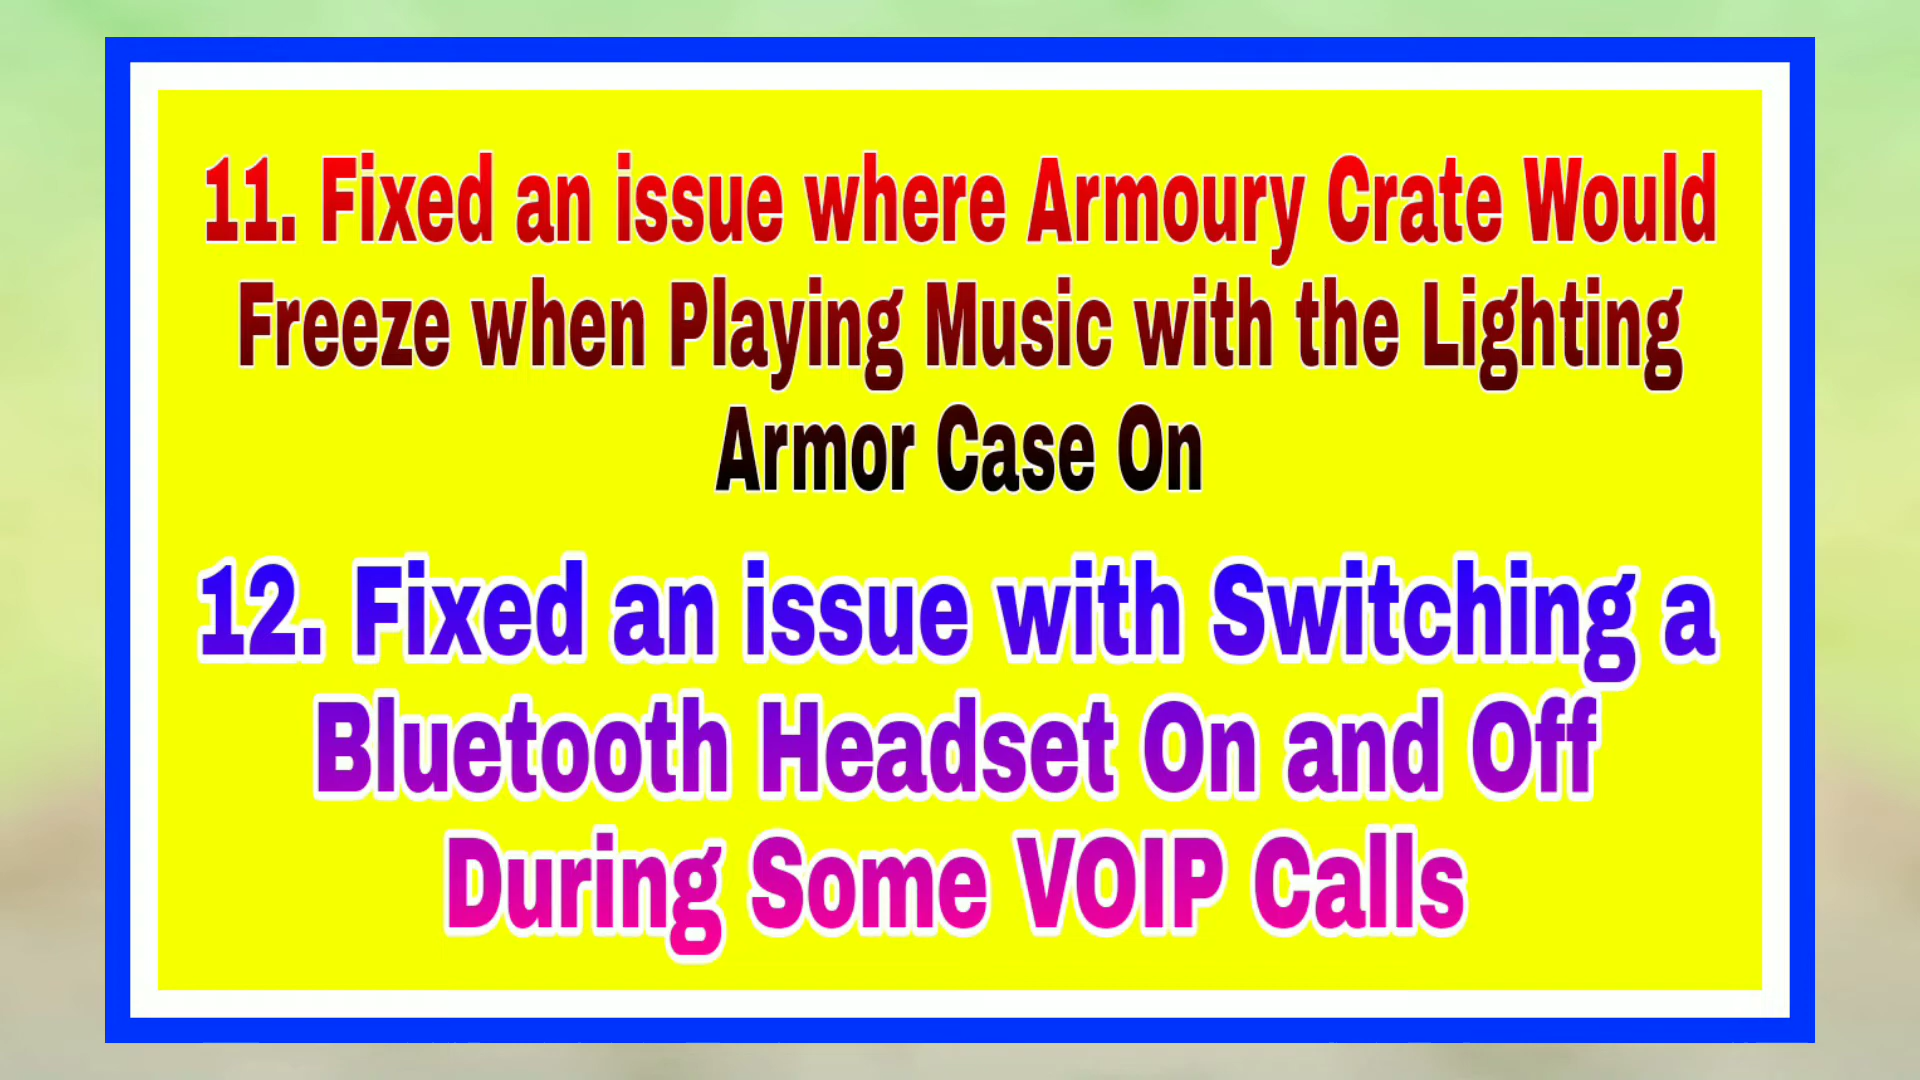 11. Fixed an issue where Armoury Crate Would
Freeze when Playing Music with the Lighting
Armor Case On
12. Fixed an issue with Switching a
Bluetooth Headset On and Off
During Some VOIP Calls